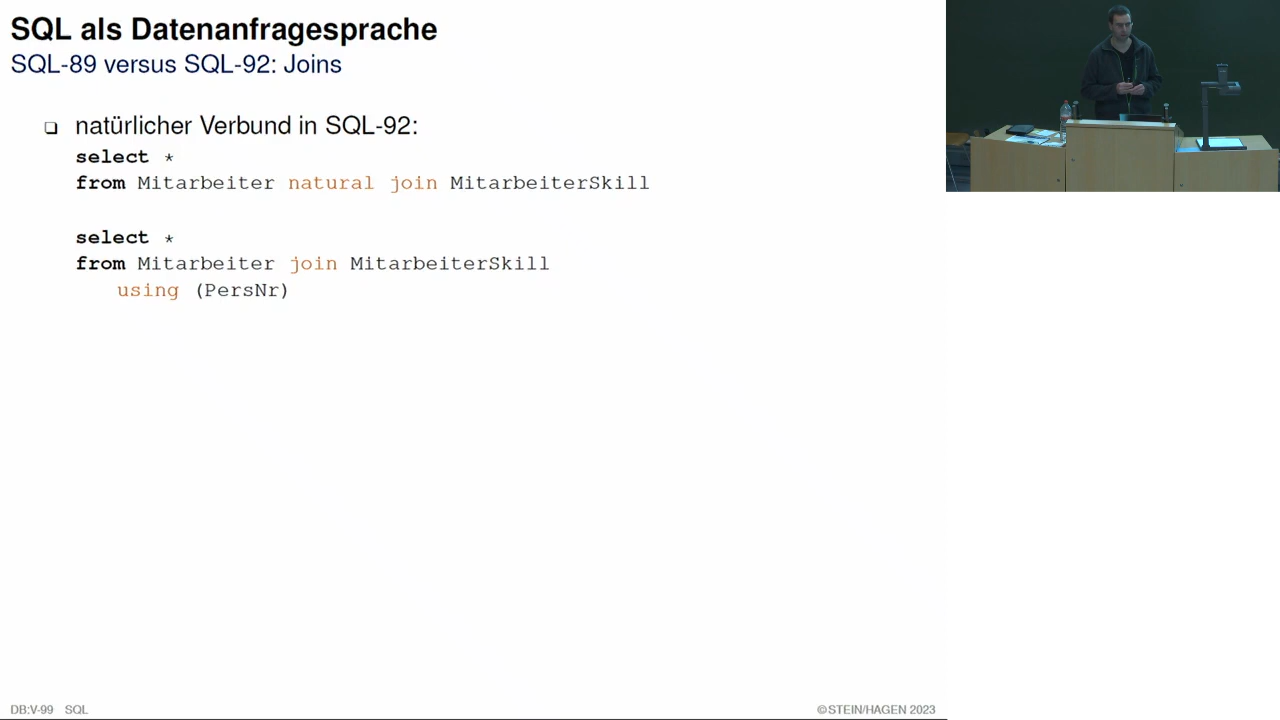 SQL als Datenanfragesprache
SQL-89 versus SQL-92: Joins
❑ natürlicher Verbund in SQL-92:
select *
from Mitarbeiter natural join MitarbeiterSkill
select *
from Mitarbeiter join MitarbeiterSkill
using (PersNr)
DB:V-99 SQL
©STEIN/HAGEN 2023